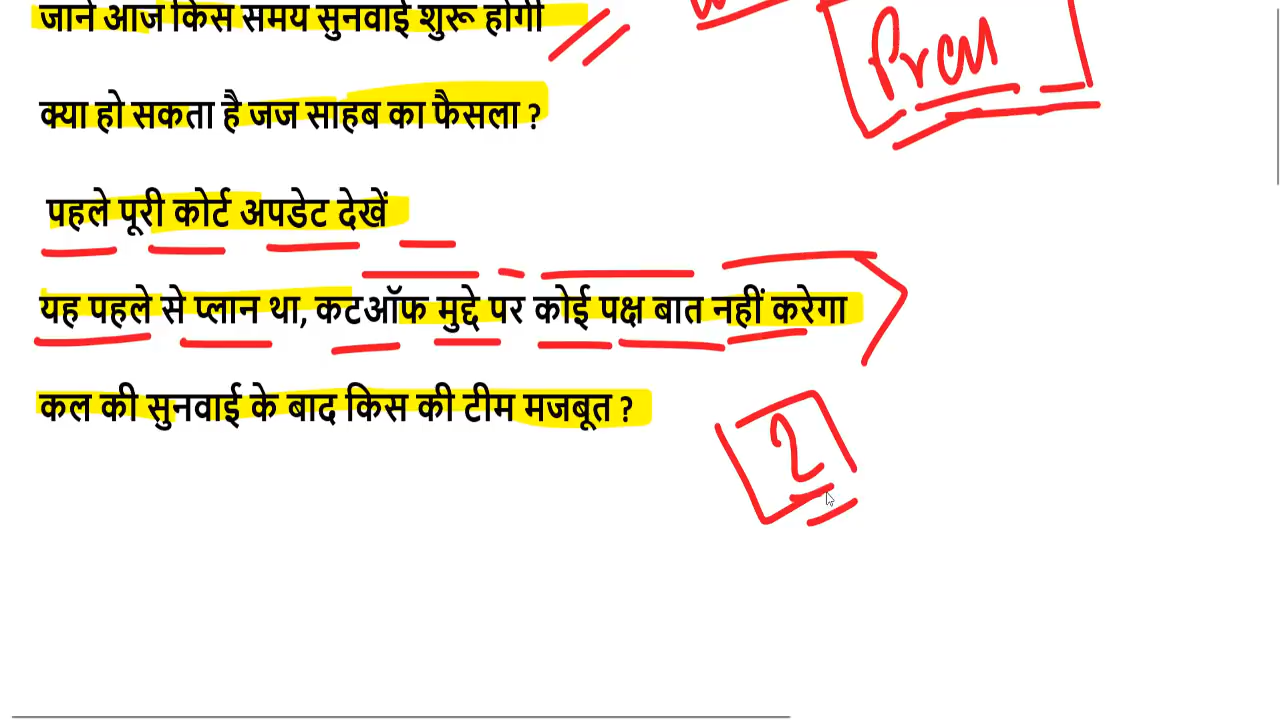 जाने आज किस समय सुनवाई शुरू होगी
क्या हो सकता है जज साहब का फैसला ?
पहले पूरी कोर्ट अपडेट देखें
यह पहले से प्लान था, कटऑफ मुद्दे पर कोई पक्ष बात नहीं करेगा
कल की सुनवाई के बाद किस की टीम मजबूत ?
2